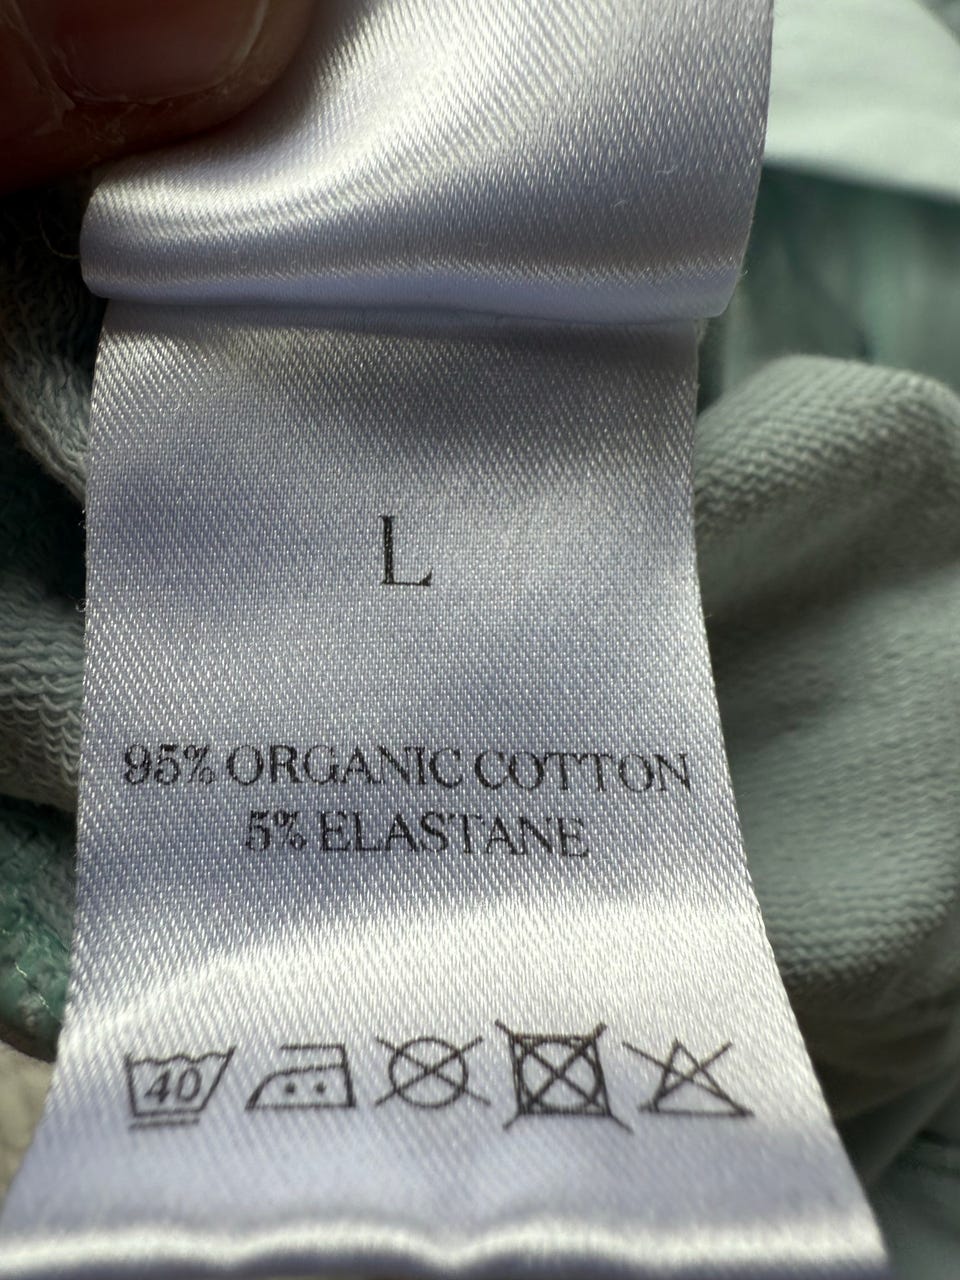 L
95% ORGANIC COTTON
5% ELASTANE
40